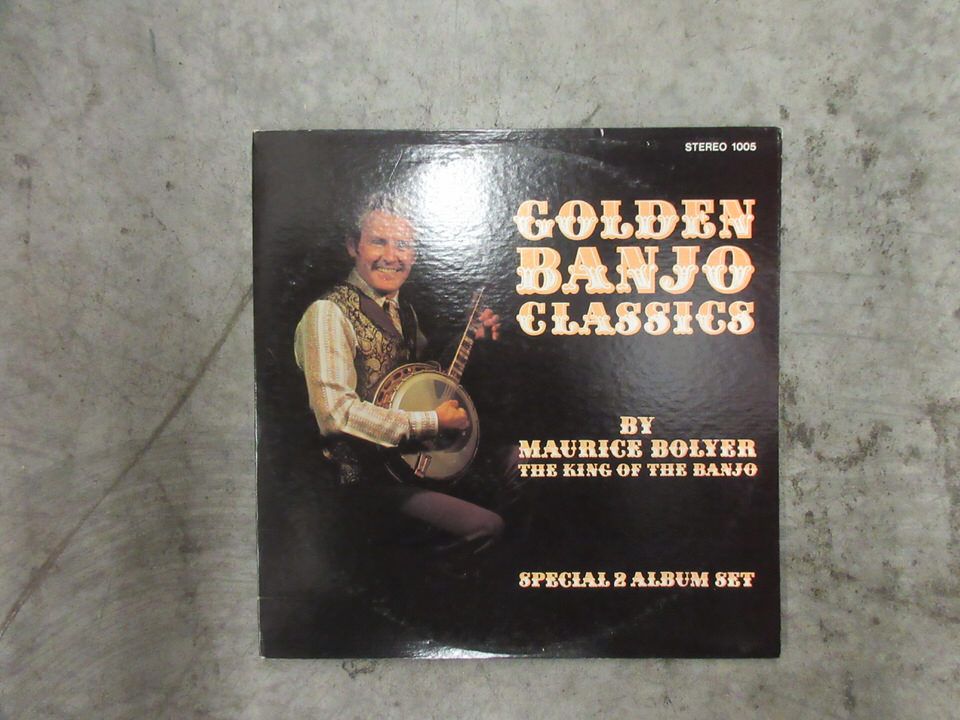 STEREO 1005
GOLDEN
BANJO
CLASSICS
BY
MAURICE BOLYER
THE KING OF THE BANJO
SPECIAL 2 ALBUM SET